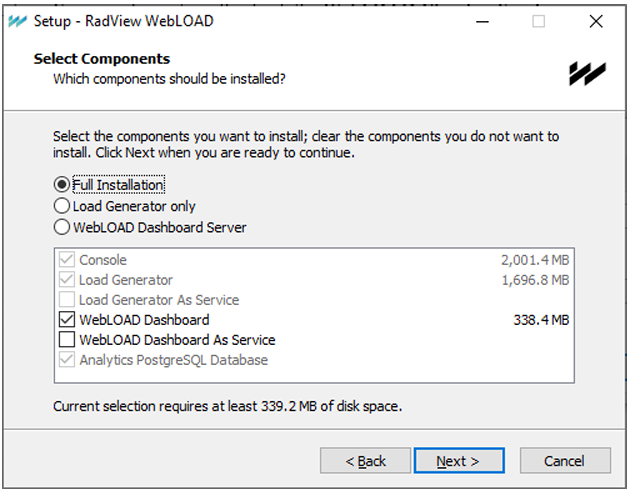 Setup - RadView WebLOAD
Select Components
Which components should be installed?
Select the components you want to install; clear the components you do not want to
install. Click Next when you are ready to continue.
Full Installation
Load Generator only
WebLOAD Dashboard Server
Console 2,001.4 MB
Load Generator 1,696.8 MB
Load Generator As Service
WebLOAD Dashboard 338.4 MB
WebLOAD Dashboard As Service
Analytics PostgreSQL Database
Current selection requires at least 339.2 MB of disk space.
< Back Next > Cancel